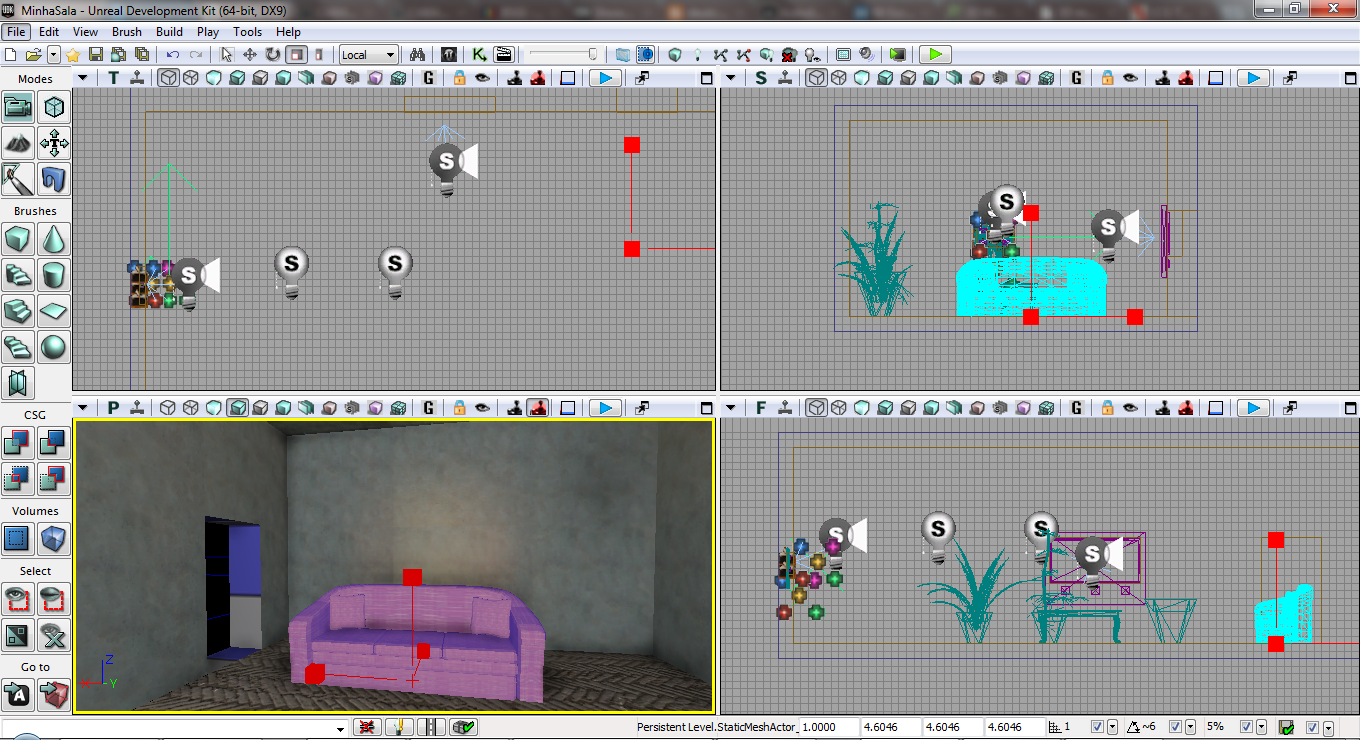 UDK
MinhaSala - Unreal Development Kit (64-bit, DX9)
File Edit View Brush Build Play Tools Help
Local
K
Modes
T G
S G
S
S
S
S
S
S
Brushes
CSG
P G
F G
S
S
S
S
Volumes
Select
Go to
A
Z
X
Y
Persistent Level.StaticMeshActor_ 1.0000 4.6046 4.6046 4.6046 1 ~6 5%